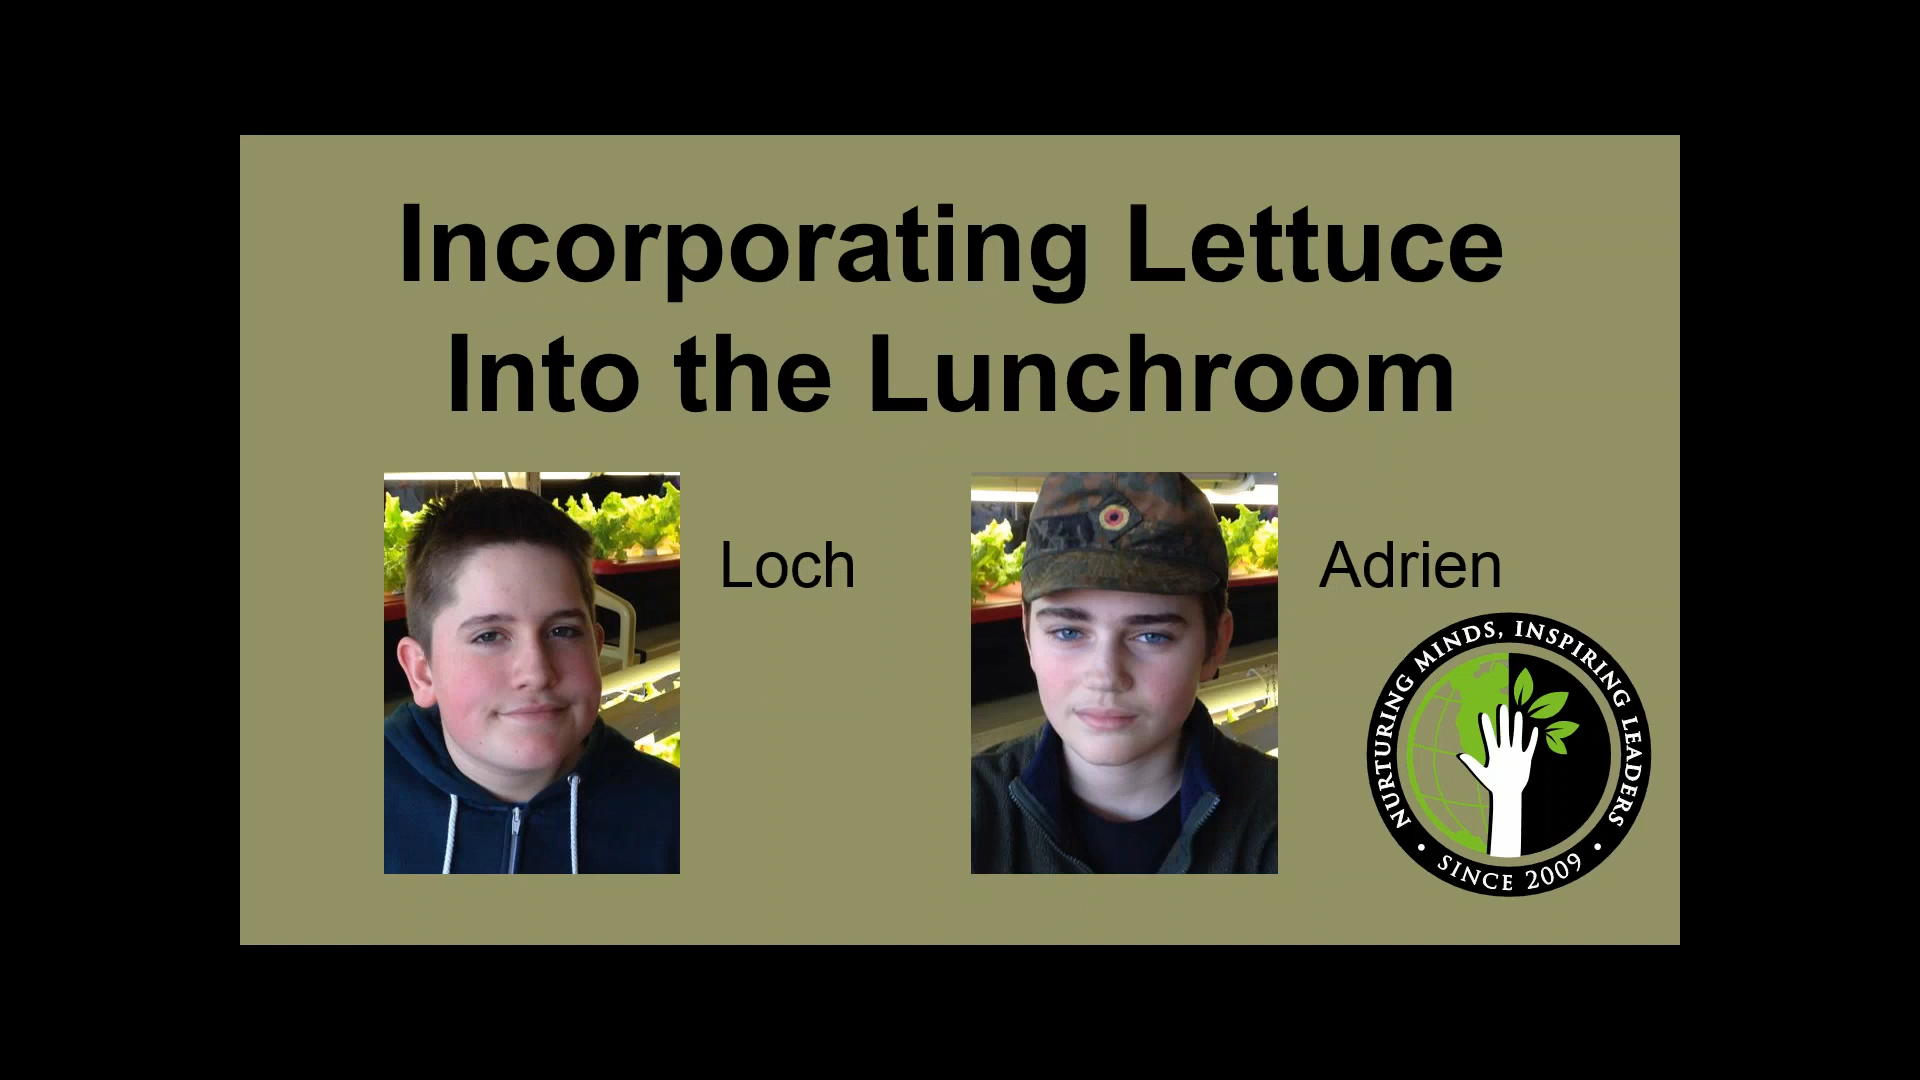 Incorporating Lettuce
Into the Lunchroom
Loch
Adrien
NURTURING MINDS, INSPIRING LEADERS
• SINCE 2009 •